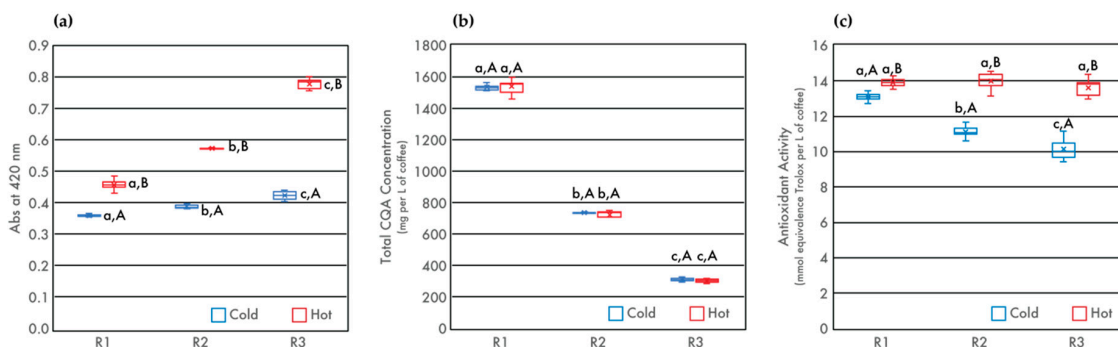 (a)
Abs at 420 nm
0.9
0.8
0.7
0.6
0.5
0.4
0.3
0.2
0.1
0.0
a,A
a,B
b,A
b,B
c,A
c,B
Cold
Hot
R1
R2
R3
(b)
Total CQA Concentration
(mg per L of coffee)
1800
1600
1400
1200
1000
800
600
400
200
a,A a,A
b,A b,A
c,A c,A
Cold
Hot
R1
R2
R3
(c)
Antioxidant Activity
(mmol equivalence Trolox per L of coffee)
16
14
12
10
8
6
4
2
0
a,A
a,B
b,A
a,B
c,A
a,B
Cold
Hot
R1
R2
R3